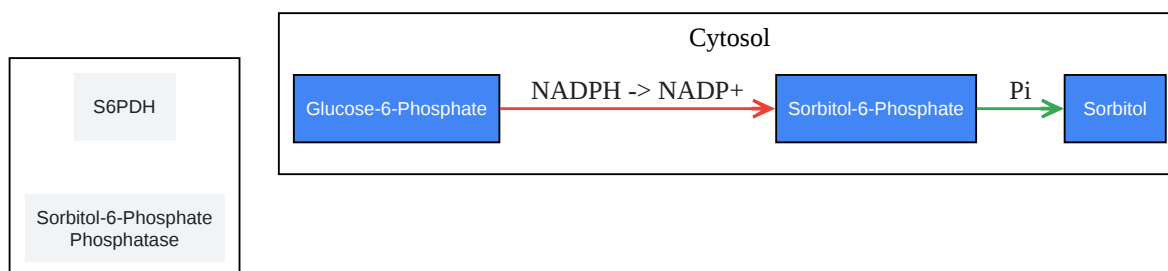 Cytosol
S6PDH
Glucose-6-Phosphate
NADPH -> NADP+
Sorbitol-6-Phosphate
Pi
Sorbitol
Sorbitol-6-Phosphate
Phosphatase